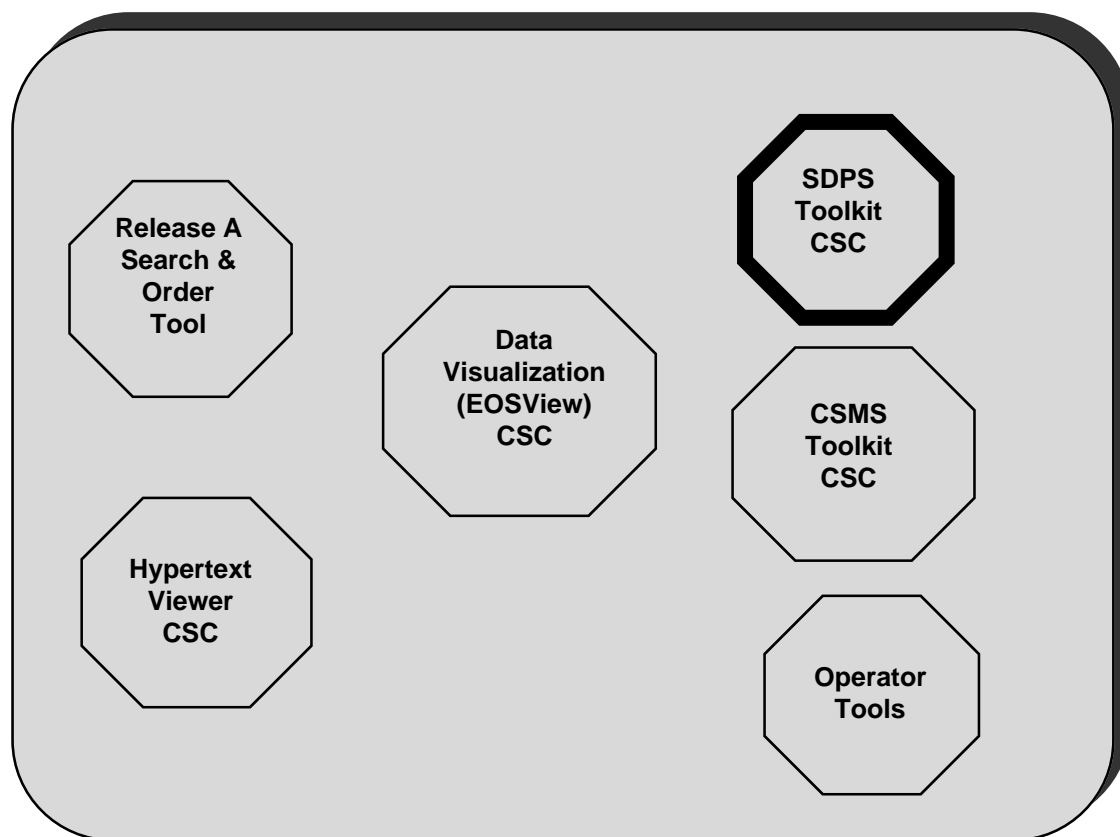 Release A
Search &
Order
Tool
Hypertext
Viewer
CSC
Data
Visualization
(EOSView)
CSC
SDPS
Toolkit
CSC
CSMS
Toolkit
CSC
Operator
Tools